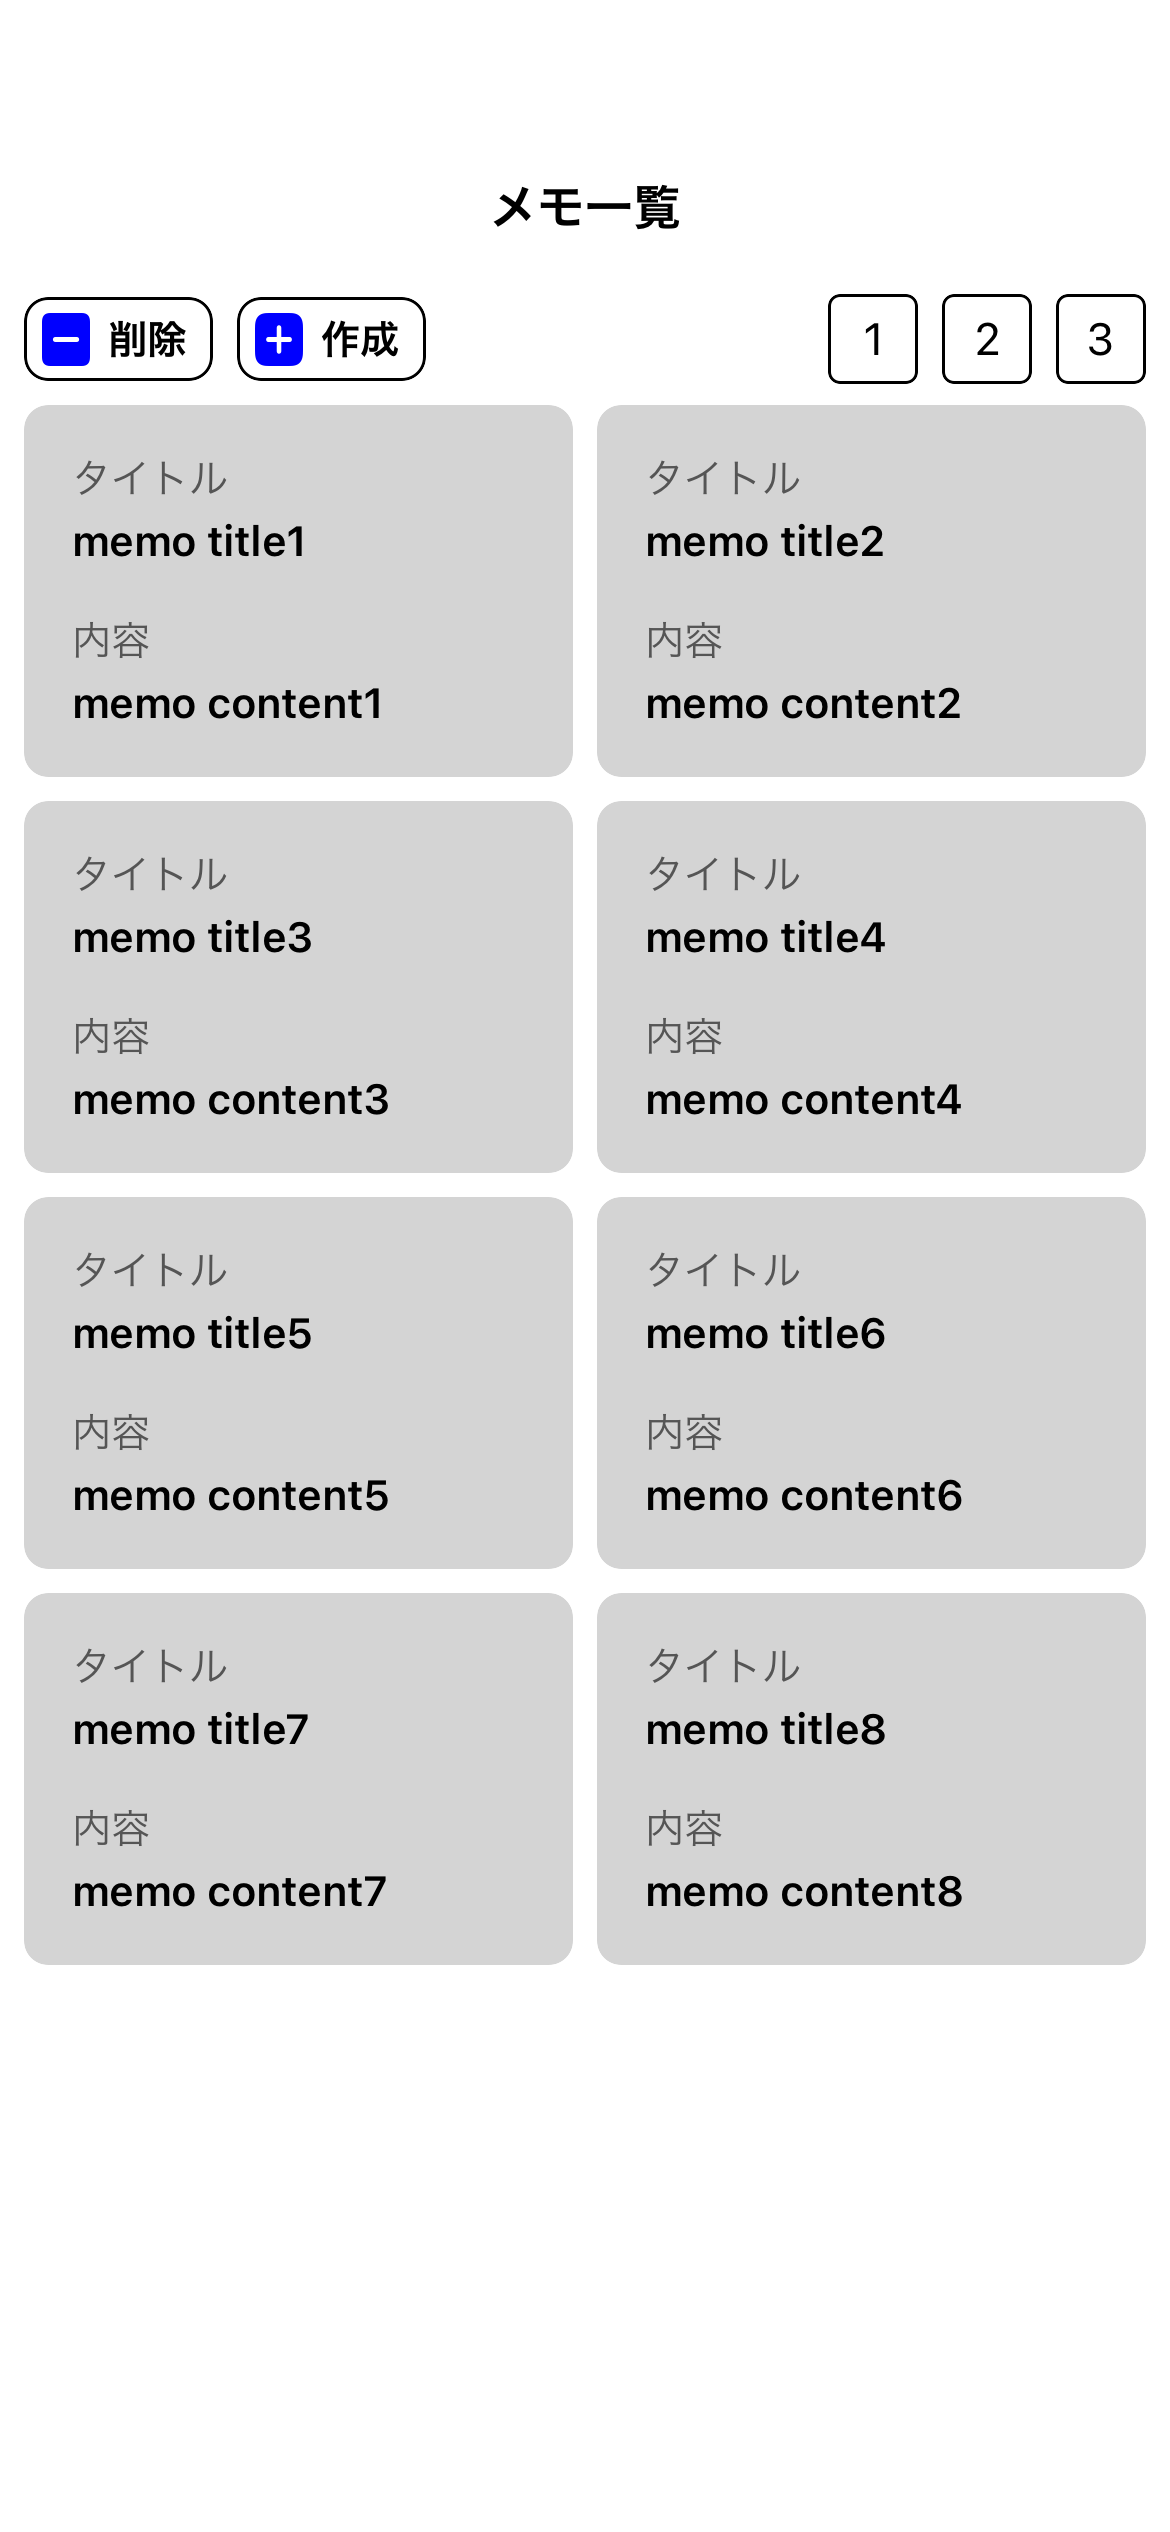 メモ一覧
削除 作成 1 2 3
タイトル
memo title1
内容
memo content1
タイトル
memo title2
内容
memo content2
タイトル
memo title3
内容
memo content3
タイトル
memo title4
内容
memo content4
タイトル
memo title5
内容
memo content5
タイトル
memo title6
内容
memo content6
タイトル
memo title7
内容
memo content7
タイトル
memo title8
内容
memo content8